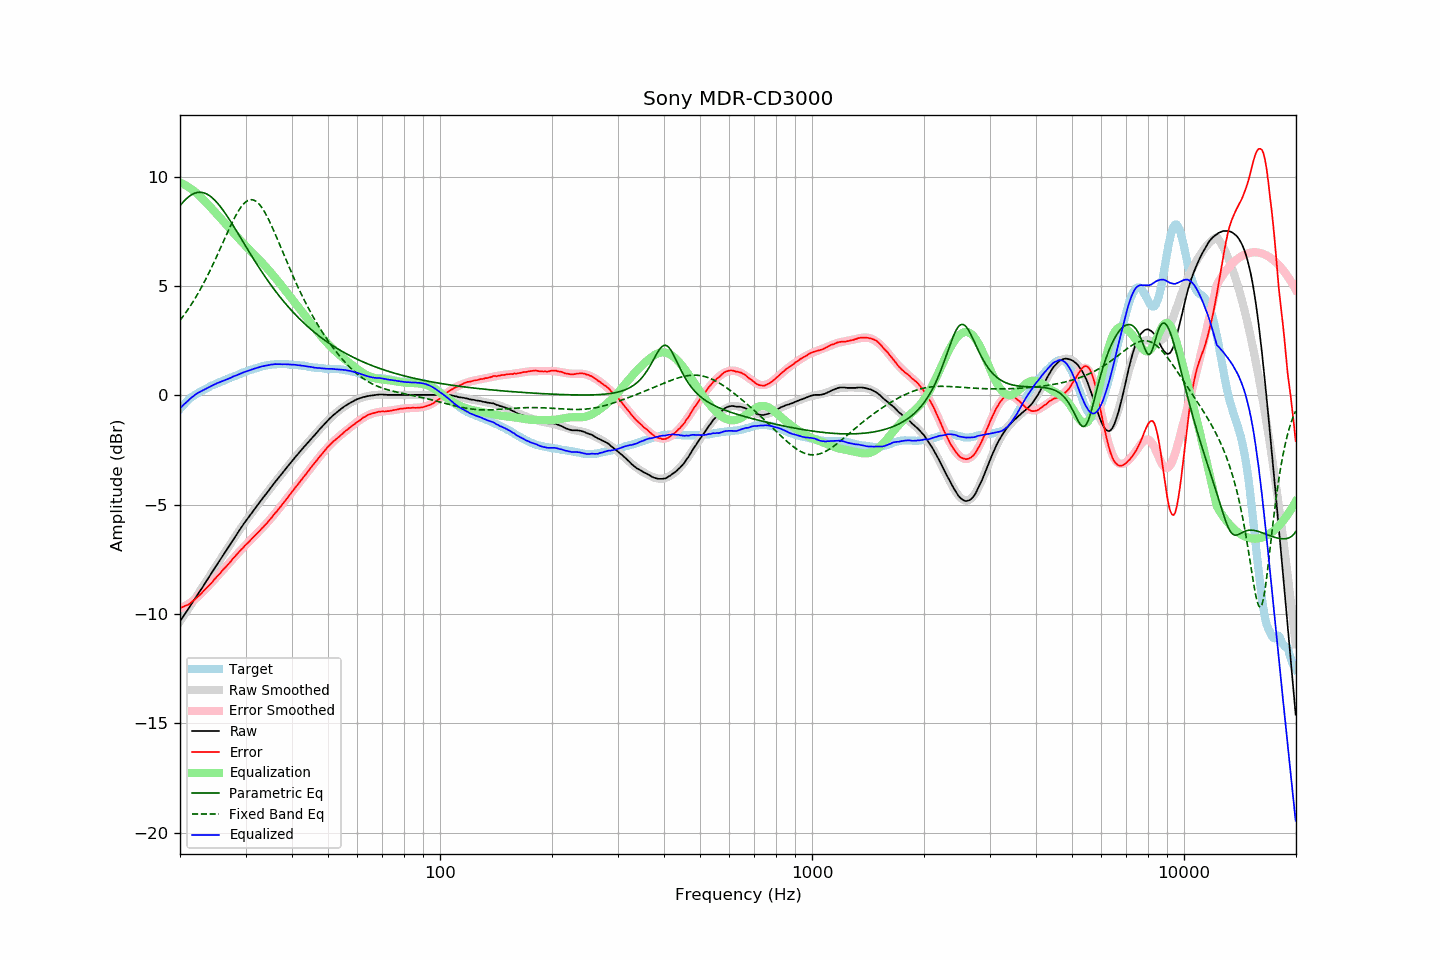 Sony MDR-CD3000
10
5
0
−5
−10
−15
−20
Amplitude (dBr)
Target
Raw Smoothed
Error Smoothed
Raw
Error
Equalization
Parametric Eq
Fixed Band Eq
Equalized
100 1000 10000
Frequency (Hz)